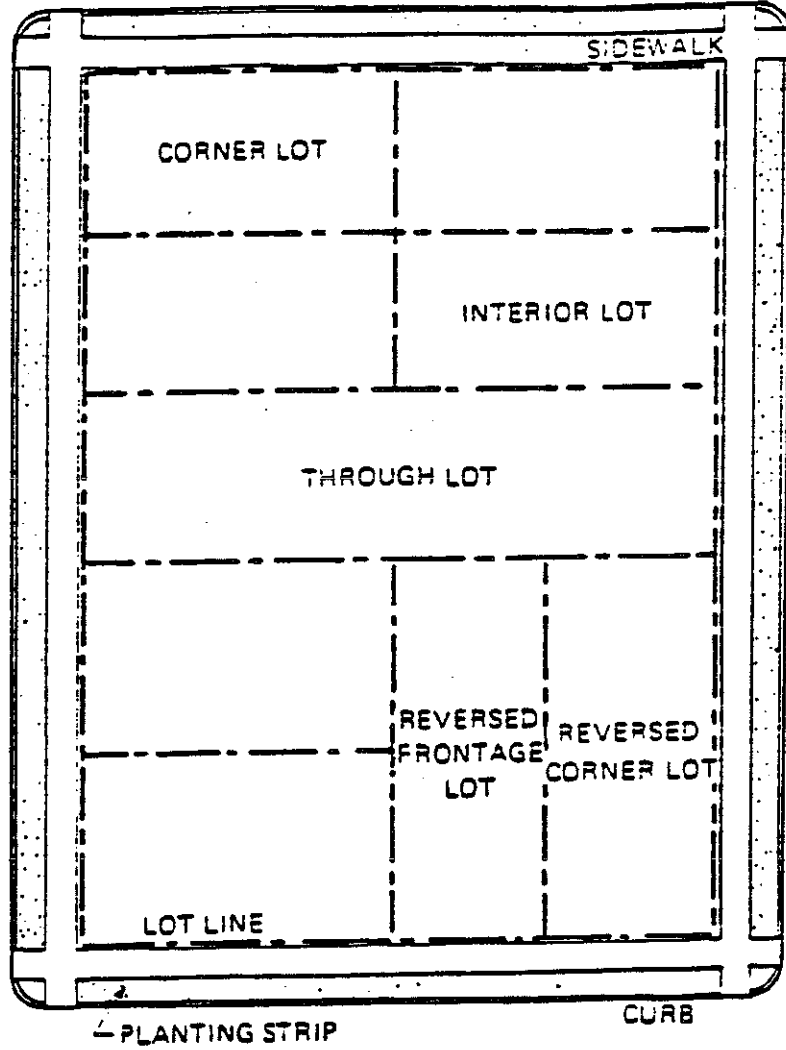 SIDEWALK
CORNER LOT
INTERIOR LOT
THROUGH LOT
REVERSED
FRONTAGE
LOT
REVERSED
CORNER LOT
LOT LINE
CURB
PLANTING STRIP